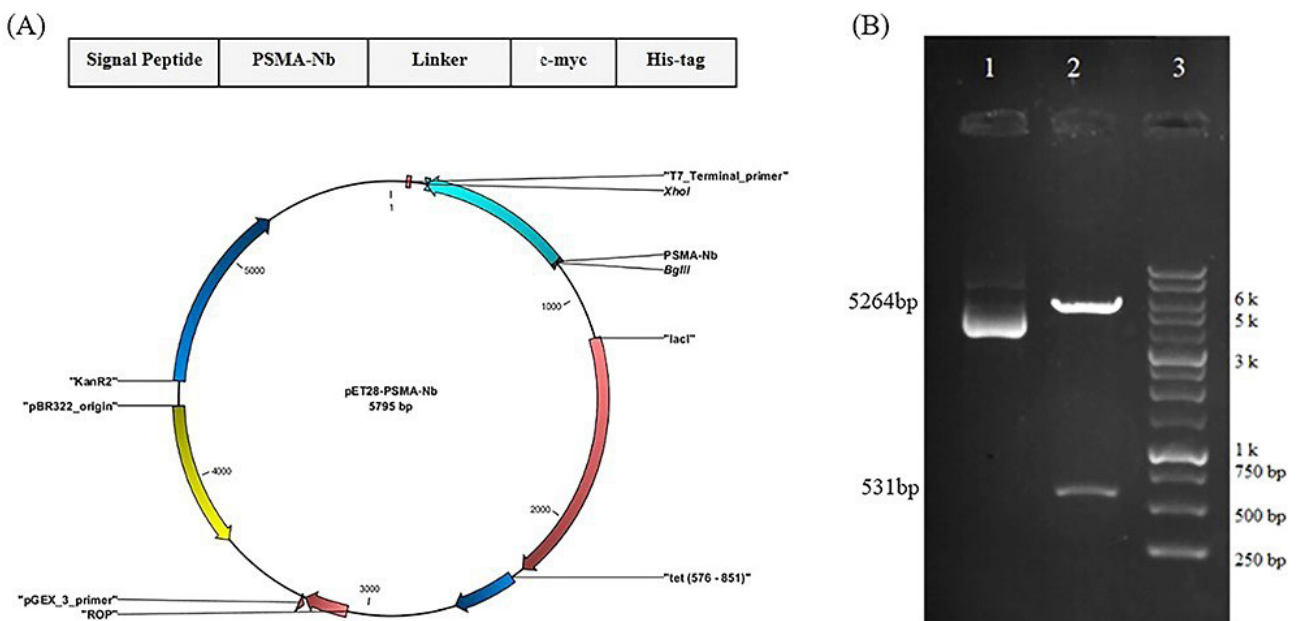 (A)
Signal Peptide PSMA-Nb Linker c-myc His-tag
"T7_Terminal_primer"
XhoI
PSMA-Nb
BglII
"lacI"
"tet (576 - 851)"
"ROP"
"pGEX_3_primer"
"pBR322_origin"
"KanR2"
1
1000
2000
3000
4000
5000
pET28-PSMA-Nb
5795 bp
(B)
1 2 3
5264bp
531bp
6 k
5 k
3 k
1 k
750 bp
500 bp
250 bp